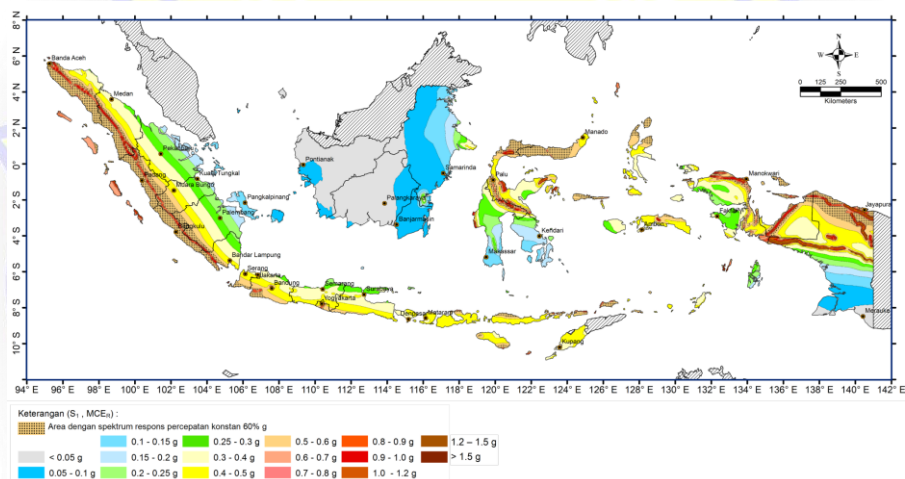 8° N
6° N
4° N
2° N
0°
2° S
4° S
6° S
8° S
10° S
94° E 96° E 98° E 100° E 102° E 104° E 106° E 108° E 110° E 112° E 114° E 116° E 118° E 120° E 122° E 124° E 126° E 128° E 130° E 132° E 134° E 136° E 138° E 140° E 142° E
N
W E
S
0 125 250 500
Kilometers
Banda Aceh
Medan
Pekanbaru
Padang
Kuala Tungkal
Muara Bungo
Pangkalpinang
Palembang
Bengkulu
Bandar Lampung
Serang
Jakarta
Bandung
Semarang
Surabaya
Yogyakarta
Denpasar
Mataram
Kupang
Pontianak
Palangkaraya
Banjarmasin
Samarinda
Manado
Palu
Kendari
Makassar
Ambon
Manokwari
Fakfak
Jayapura
Merauke
Keterangan (S₁ , MCEᵣ) :
Area dengan spektrum respons percepatan konstan 60% g
< 0.05 g
0.05 - 0.1 g
0.1 - 0.15 g
0.15 - 0.2 g
0.2 - 0.25 g
0.25 - 0.3 g
0.3 - 0.4 g
0.4 - 0.5 g
0.5 - 0.6 g
0.6 - 0.7 g
0.7 - 0.8 g
0.8 - 0.9 g
0.9 - 1.0 g
1.0 - 1.2 g
1.2 – 1.5 g
> 1.5 g